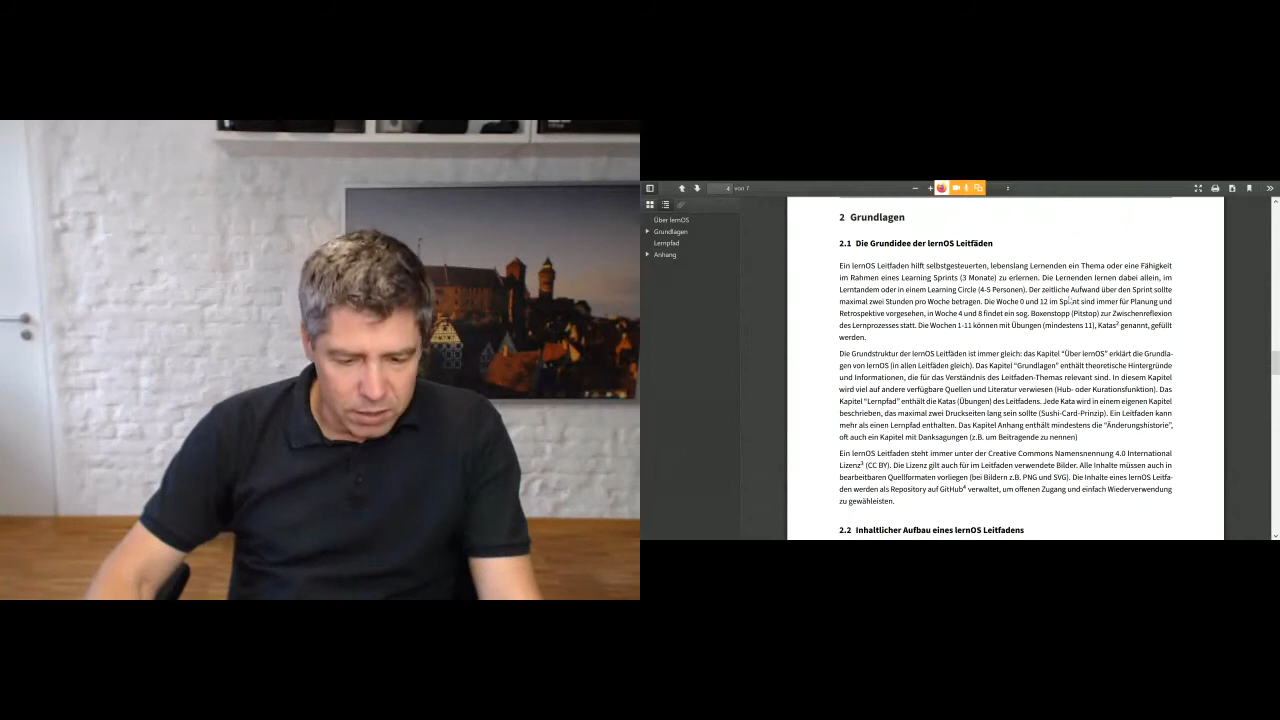 4 von 7
Über lernOS
Grundlagen
Lernpfad
Anhang
2 Grundlagen
2.1 Die Grundidee der lernOS Leitfäden
Ein lernOS Leitfaden hilft selbstgesteuerten, lebenslang Lernenden ein Thema oder eine Fähigkeit
im Rahmen eines Learning Sprints (3 Monate) zu erlernen. Die Lernenden lernen dabei allein, im
Lerntandem oder in einem Learning Circle (4-5 Personen). Der zeitliche Aufwand über den Sprint sollte
maximal zwei Stunden pro Woche betragen. Die Woche 0 und 12 im Sprint sind immer für Planung und
Retrospektive vorgesehen, in Woche 4 und 8 findet ein sog. Boxenstopp (Pitstop) zur Zwischenreflexion
des Lernprozesses statt. Die Wochen 1-11 können mit Übungen (mindestens 11), Katas² genannt, gefüllt
werden.
Die Grundstruktur der lernOS Leitfäden ist immer gleich: das Kapitel “Über lernOS” erklärt die Grundla-
gen von lernOS (in allen Leitfäden gleich). Das Kapitel “Grundlagen” enthält theoretische Hintergründe
und Informationen, die für das Verständnis des Leitfaden-Themas relevant sind. In diesem Kapitel
wird viel auf andere verfügbare Quellen und Literatur verwiesen (Hub- oder Kurationsfunktion). Das
Kapitel “Lernpfad” enthält die Katas (Übungen) des Leitfadens. Jede Kata wird in einem eigenen Kapitel
beschrieben, das maximal zwei Druckseiten lang sein sollte (Sushi-Card-Prinzip). Ein Leitfaden kann
mehr als einen Lernpfad enthalten. Das Kapitel Anhang enthält mindestens die “Änderungshistorie”,
oft auch ein Kapitel mit Danksagungen (z.B. um Beitragende zu nennen)
Ein lernOS Leitfaden steht immer unter der Creative Commons Namensnennung 4.0 International
Lizenz³ (CC BY). Die Lizenz gilt auch für im Leitfaden verwendete Bilder. Alle Inhalte müssen auch in
bearbeitbaren Quellformaten vorliegen (bei Bildern z.B. PNG und SVG). Die Inhalte eines lernOS Leitfa-
den werden als Repository auf GitHub⁴ verwaltet, um offenen Zugang und einfach Wiederverwendung
zu gewähleisten.
2.2 Inhaltlicher Aufbau eines lernOS Leitfadens